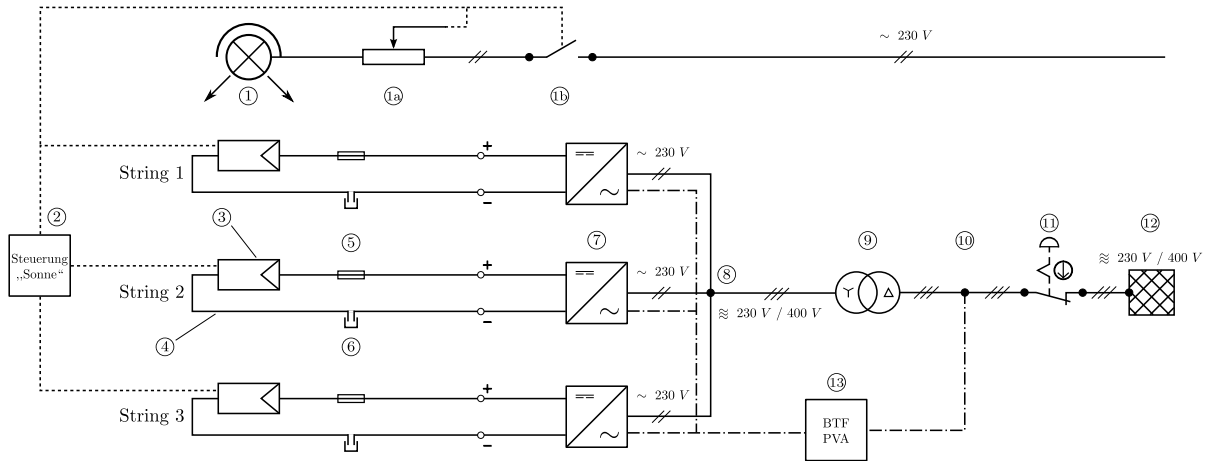 ~ 230 V
1
1a
1b
~ 230 V
+
String 1
−
2
3
5
7
9
10
11
12
Steuerung
„Sonne“
~ 230 V
≋ 230 V / 400 V
+
8
String 2
−
≋ 230 V / 400 V
4
6
13
~ 230 V
+
String 3
−
BTF
PVA